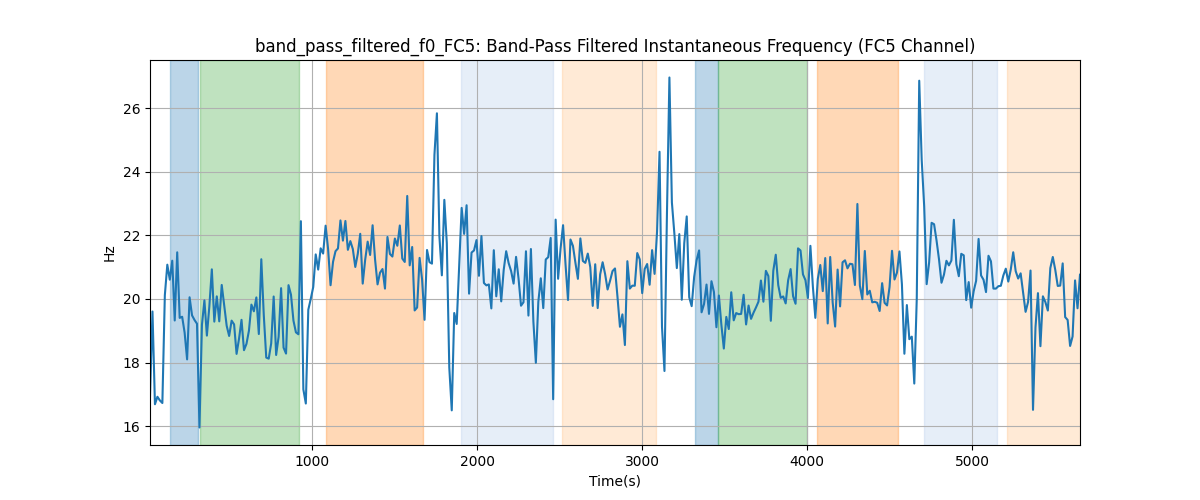 band_pass_filtered_f0_FC5: Band-Pass Filtered Instantaneous Frequency (FC5 Channel)
26
24
22
20
18
16
Hz
1000 2000 3000 4000 5000
Time(s)